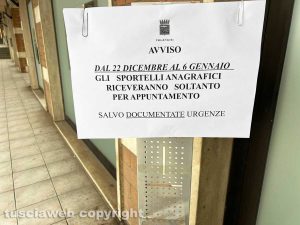 AVVISO
DAL 22 DICEMBRE AL 6 GENNAIO
GLI SPORTELLI ANAGRAFICI
RICEVERANNO SOLTANTO
PER APPUNTAMENTO
SALVO DOCUMENTATE URGENZE
tusciaweb copyright